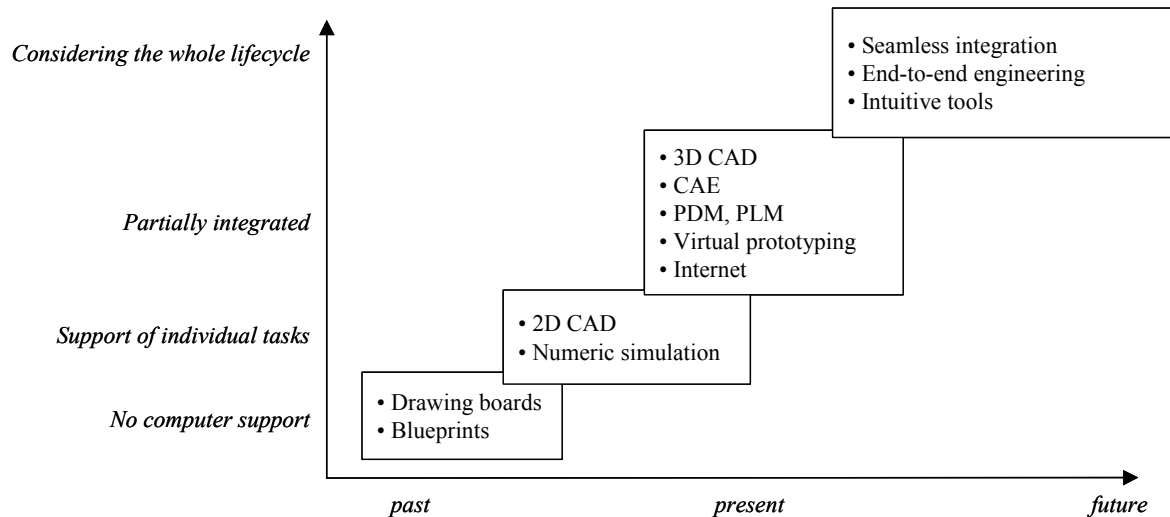 Considering the whole lifecycle
• Seamless integration
• End-to-end engineering
• Intuitive tools
Partially integrated
• 3D CAD
• CAE
• PDM, PLM
• Virtual prototyping
• Internet
Support of individual tasks
• 2D CAD
• Numeric simulation
No computer support
• Drawing boards
• Blueprints
past present future